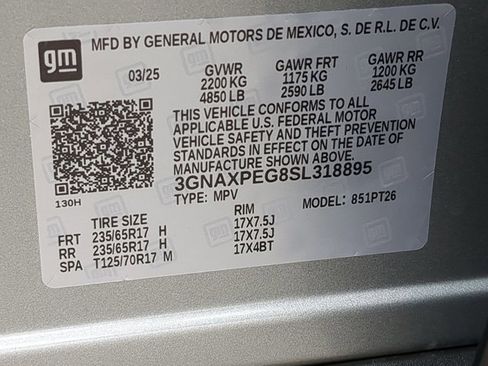 gm
MFD BY GENERAL MOTORS DE MEXICO, S. DE R.L. DE C.V.
03/25 GVWR GAWR FRT GAWR RR
2200 KG 1175 KG 1200 KG
4850 LB 2590 LB 2645 LB
THIS VEHICLE CONFORMS TO ALL
APPLICABLE U.S. FEDERAL MOTOR
VEHICLE SAFETY AND THEFT PREVENTION
STANDARDS IN EFFECT ON THE DATE OF
MANUFACTURE SHOWN ABOVE.
3GNAXPEG8SL318895
130H
TYPE: MPV MODEL: 851PT26
TIRE SIZE RIM
FRT 235/65R17 H 17X7.5J
RR 235/65R17 H 17X7.5J
SPA T125/70R17 M 17X4BT